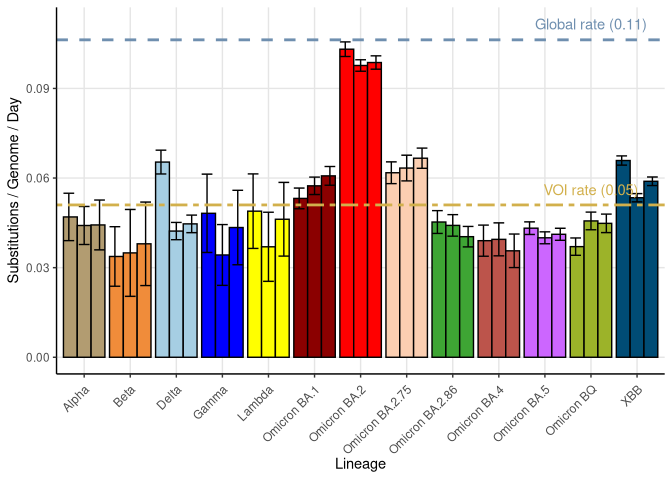 Global rate (0.11)
VOI rate (0.05)
Substitutions / Genome / Day
0.09
0.06
0.03
0.00
Alpha
Beta
Delta
Gamma
Lambda
Omicron BA.1
Omicron BA.2
Omicron BA.2.75
Omicron BA.2.86
Omicron BA.4
Omicron BA.5
Omicron BQ
XBB
Lineage